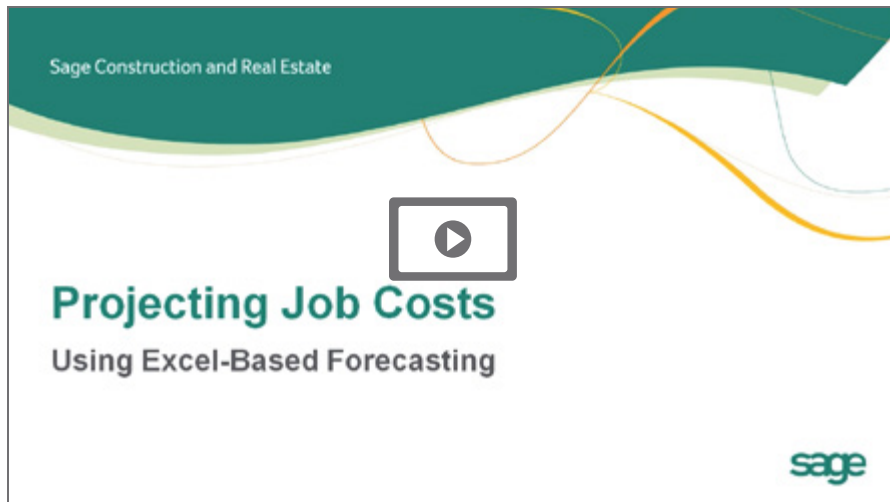 Sage Construction and Real Estate
Projecting Job Costs
Using Excel-Based Forecasting
sage